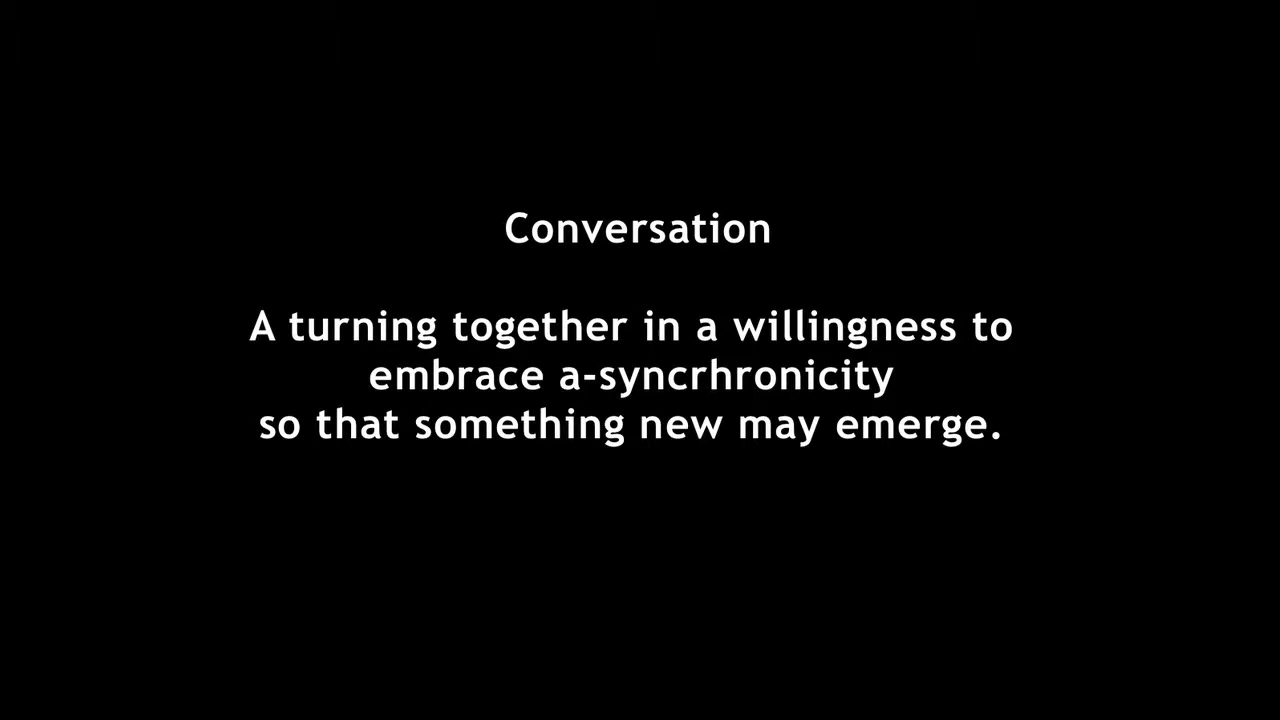 Conversation
A turning together in a willingness to
embrace a-syncrhronicity
so that something new may emerge.